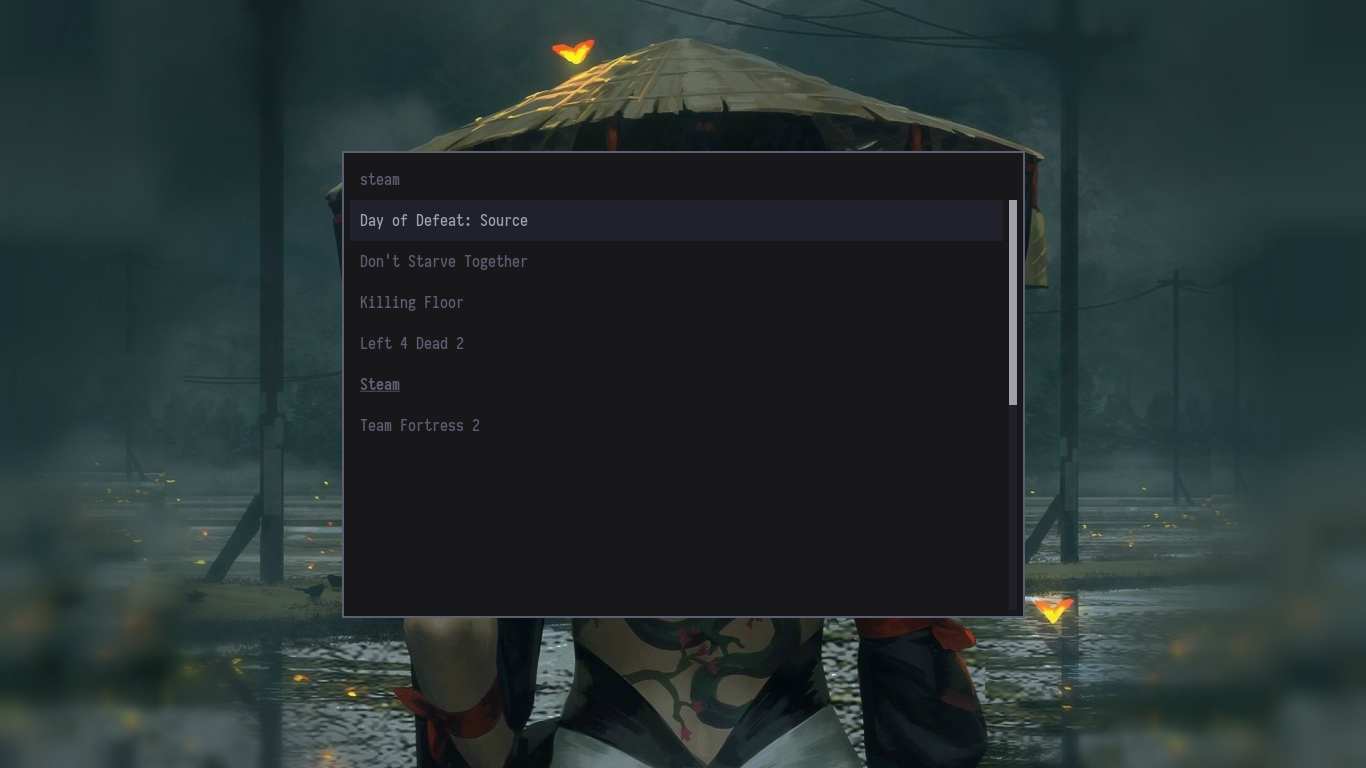 steam
Day of Defeat: Source
Don't Starve Together
Killing Floor
Left 4 Dead 2
Steam
Team Fortress 2